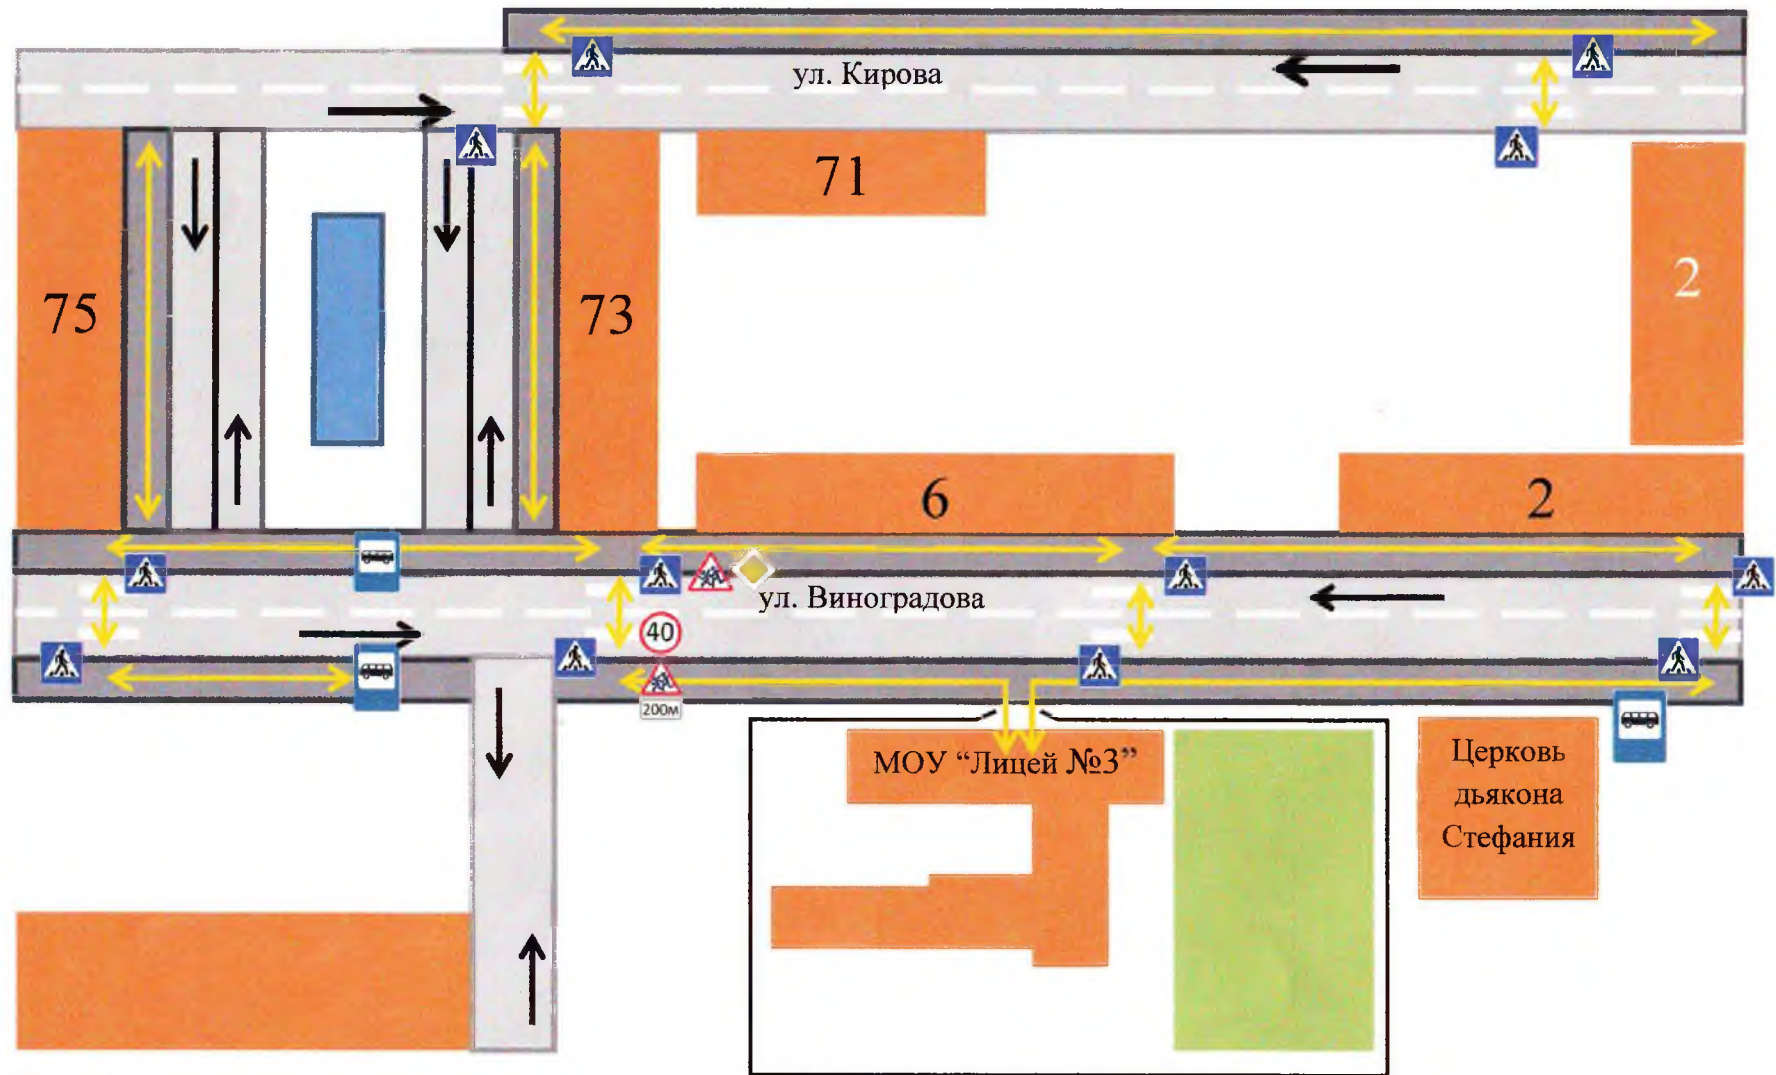 ул. Кирова
71
75
73
2
6
2
ул. Виноградова
40
200м
МОУ “Лицей №3”
Церковь
дьякона
Стефания